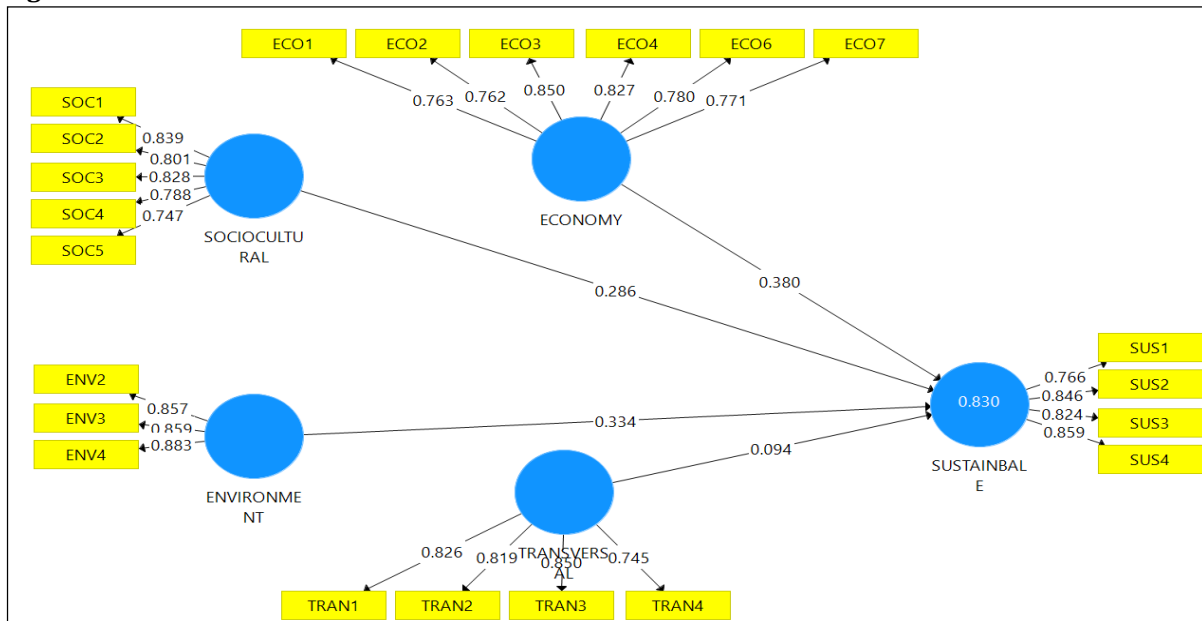 ECO1 ECO2 ECO3 ECO4 ECO6 ECO7
0.763 0.762 0.850 0.827 0.780 0.771
ECONOMY
SOC1
SOC2
SOC3
SOC4
SOC5
0.839
0.801
0.828
0.788
0.747
SOCIOCULTU
RAL
0.286
0.380
ENV2
ENV3
ENV4
0.857
0.859
0.883
ENVIRONME
NT
0.334
0.094
0.830
SUSTAINBAL
E
0.766
0.846
0.824
0.859
SUS1
SUS2
SUS3
SUS4
TRANSVERS
AL
0.826 0.819 0.850 0.745
TRAN1 TRAN2 TRAN3 TRAN4